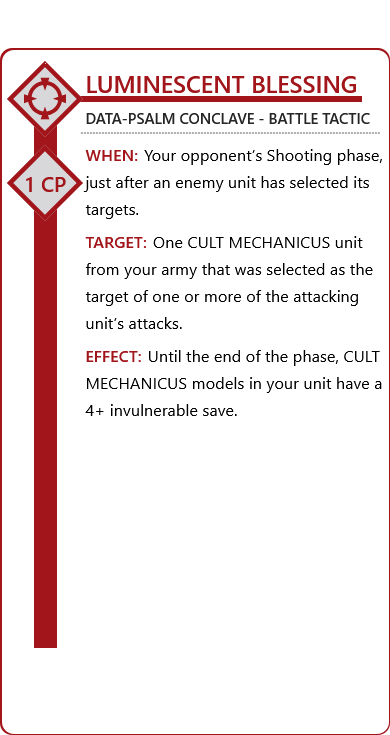 LUMINESCENT BLESSING
DATA-PSALM CONCLAVE - BATTLE TACTIC
1 CP
WHEN: Your opponent’s Shooting phase,
just after an enemy unit has selected its
targets.
TARGET: One CULT MECHANICUS unit
from your army that was selected as the
target of one or more of the attacking
unit’s attacks.
EFFECT: Until the end of the phase, CULT
MECHANICUS models in your unit have a
4+ invulnerable save.